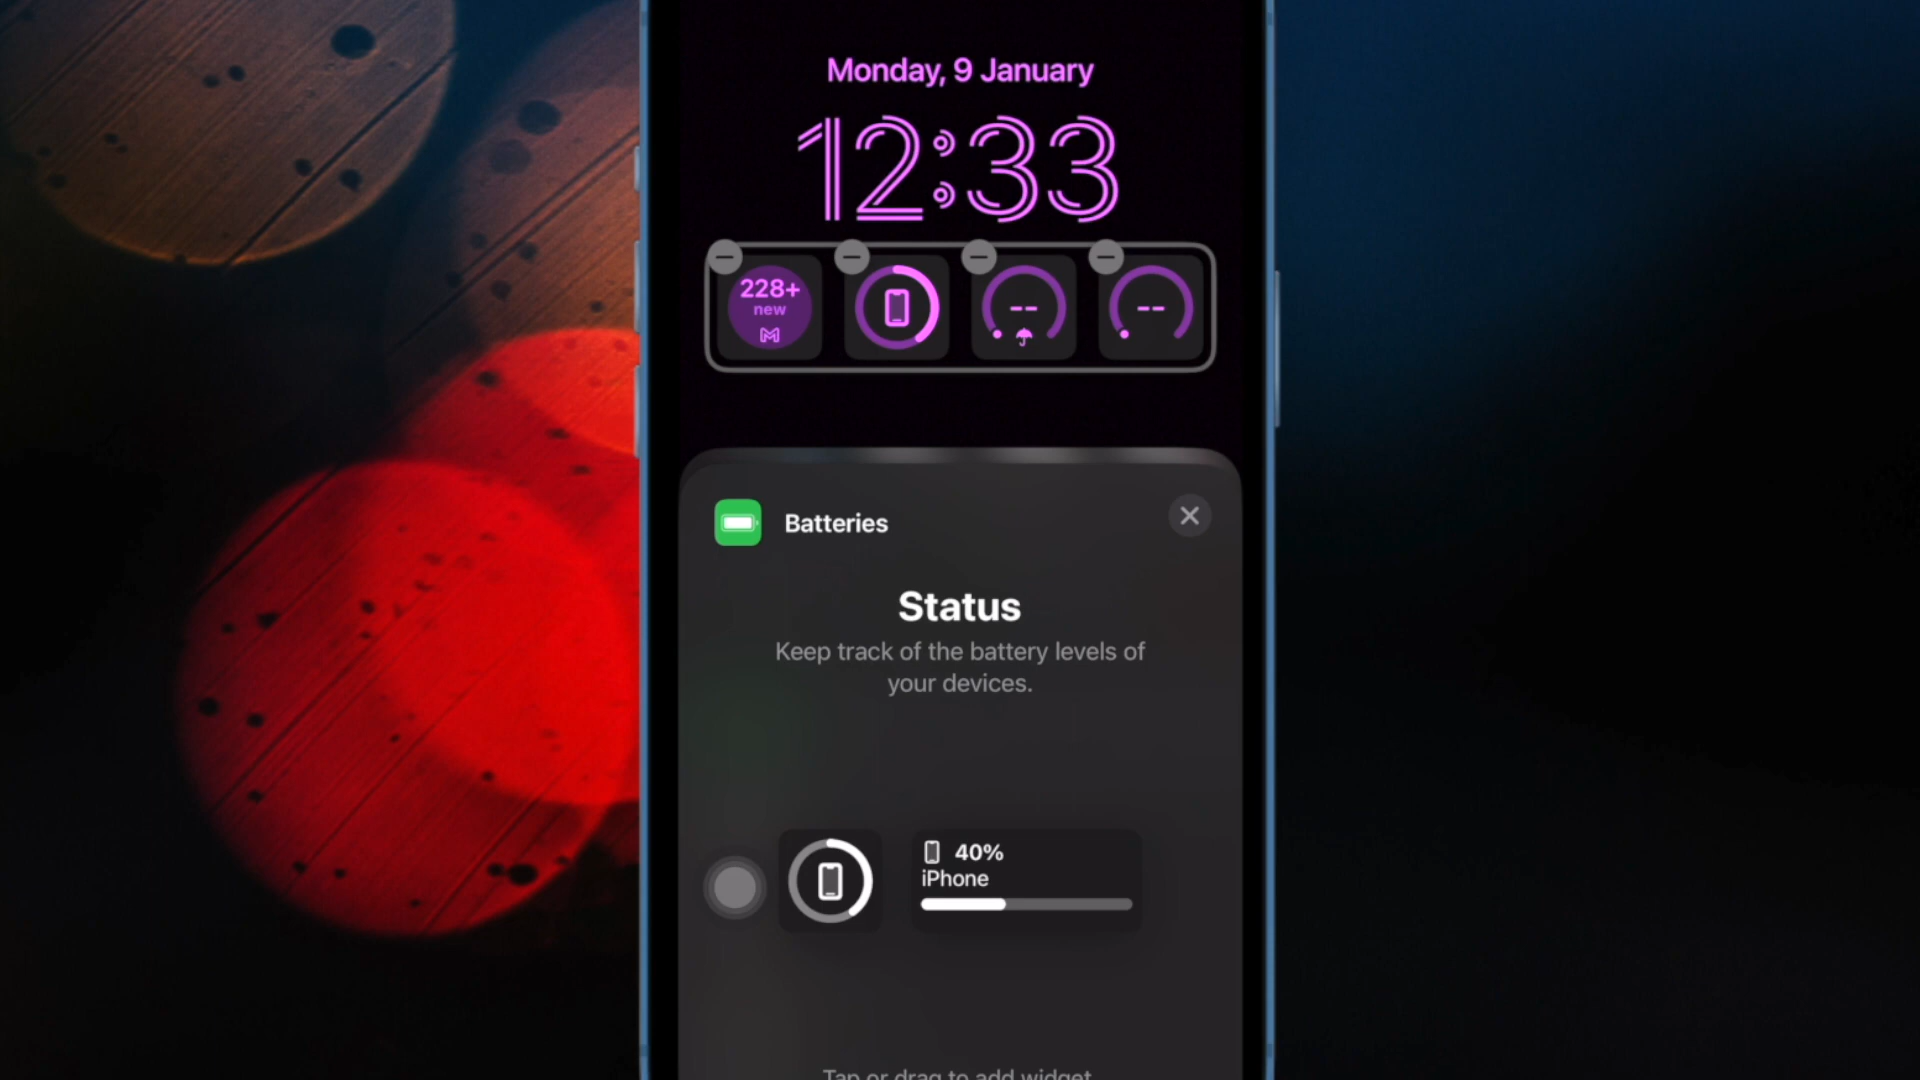 Monday, 9 January
12:33
228+
new
--
--
Batteries
Status
Keep track of the battery levels of
your devices.
40%
iPhone
Tap or drag to add widget